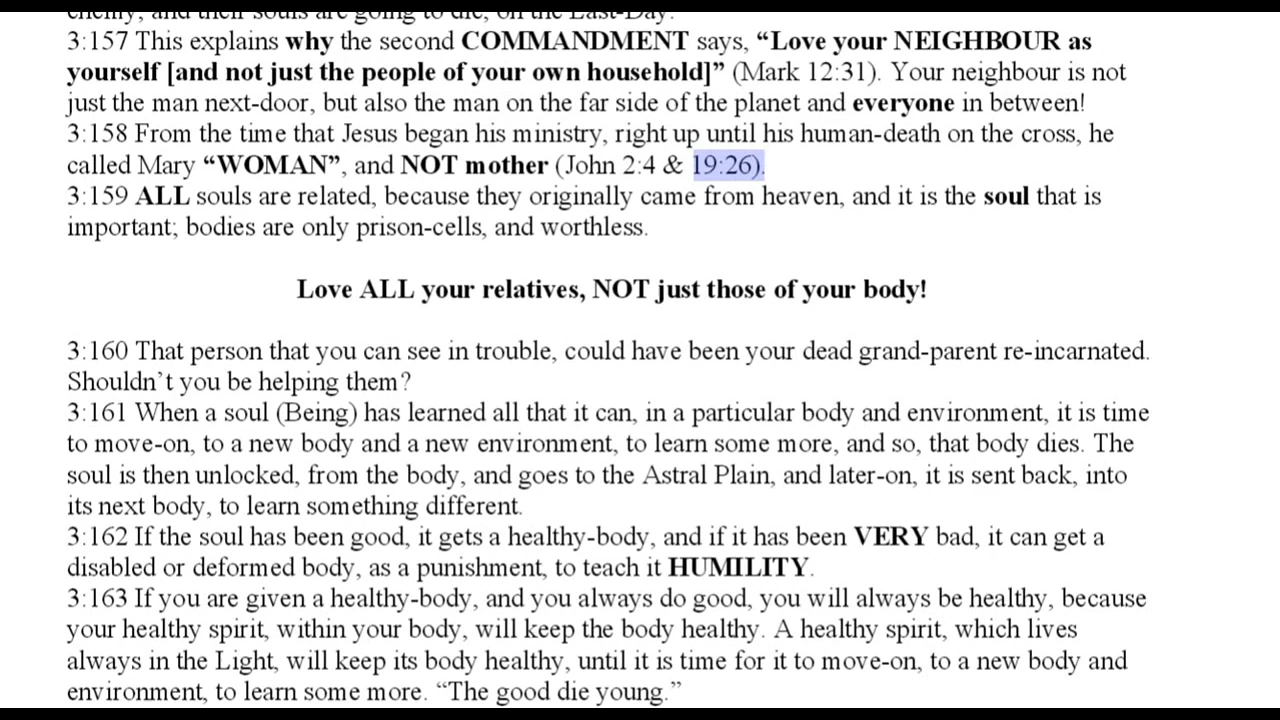 enemy, and their souls are going to die, on the Last-Day.
3:157 This explains why the second COMMANDMENT says, “Love your NEIGHBOUR as
yourself [and not just the people of your own household]” (Mark 12:31). Your neighbour is not
just the man next-door, but also the man on the far side of the planet and everyone in between!
3:158 From the time that Jesus began his ministry, right up until his human-death on the cross, he
called Mary “WOMAN”, and NOT mother (John 2:4 & 19:26).
3:159 ALL souls are related, because they originally came from heaven, and it is the soul that is
important; bodies are only prison-cells, and worthless.
Love ALL your relatives, NOT just those of your body!
3:160 That person that you can see in trouble, could have been your dead grand-parent re-incarnated.
Shouldn’t you be helping them?
3:161 When a soul (Being) has learned all that it can, in a particular body and environment, it is time
to move-on, to a new body and a new environment, to learn some more, and so, that body dies. The
soul is then unlocked, from the body, and goes to the Astral Plain, and later-on, it is sent back, into
its next body, to learn something different.
3:162 If the soul has been good, it gets a healthy-body, and if it has been VERY bad, it can get a
disabled or deformed body, as a punishment, to teach it HUMILITY.
3:163 If you are given a healthy-body, and you always do good, you will always be healthy, because
your healthy spirit, within your body, will keep the body healthy. A healthy spirit, which lives
always in the Light, will keep its body healthy, until it is time for it to move-on, to a new body and
environment, to learn some more. “The good die young.”